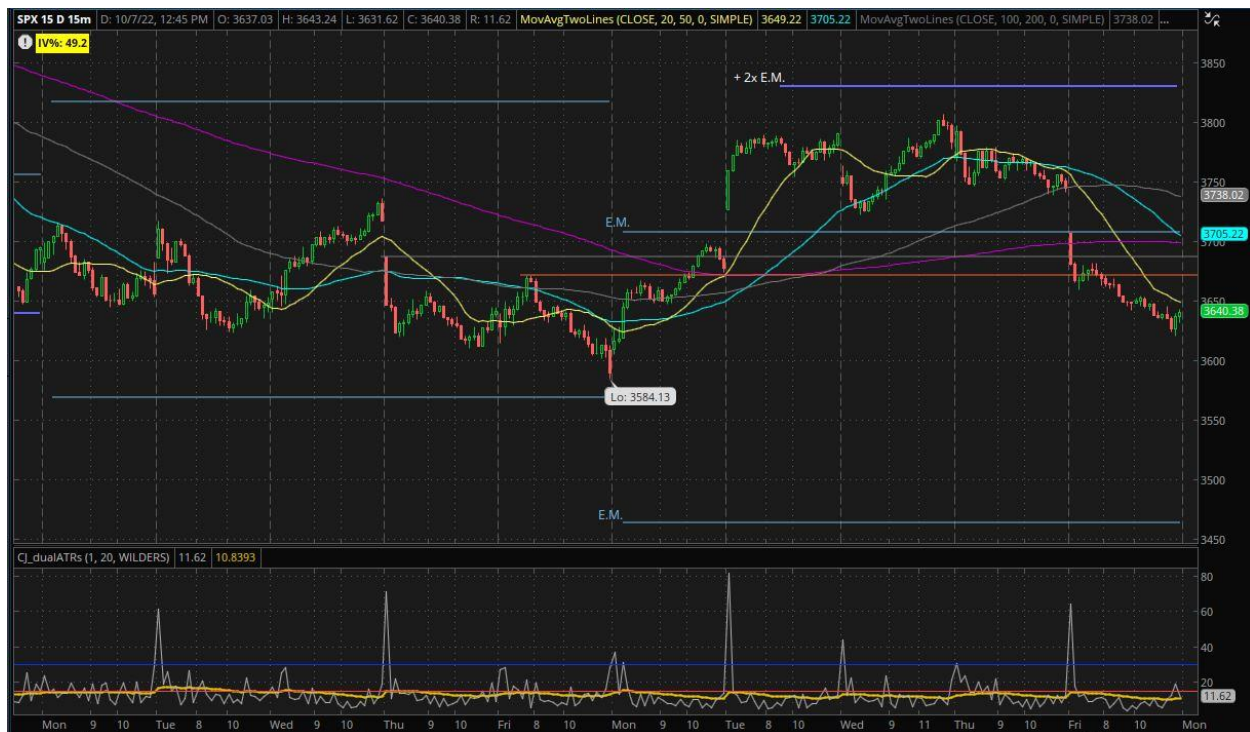 SPX 15 D 15m D: 10/7/22, 12:45 PM O: 3637.03 H: 3643.24 L: 3631.62 C: 3640.38 R: 11.62 MovAvgTwoLines (CLOSE, 20, 50, 0, SIMPLE) 3649.22 3705.22 MovAvgTwoLines (CLOSE, 100, 200, 0, SIMPLE) 3738.02 ...
IV%: 49.2
3850
+ 2x E.M.
3800
3750
3738.02
E.M.
3705.22
3700
3650
3640.38
3600
Lo: 3584.13
3550
3500
E.M.
3450
CJ_dualATRs (1, 20, WILDERS) 11.62 10.8393
80
60
40
20
11.62
Mon 9 10 Tue 8 10 Wed 9 10 Thu 9 10 Fri 9 10 Mon 9 10 Tue 8 10 Wed 9 11 Thu 9 10 Fri 8 10 Mon